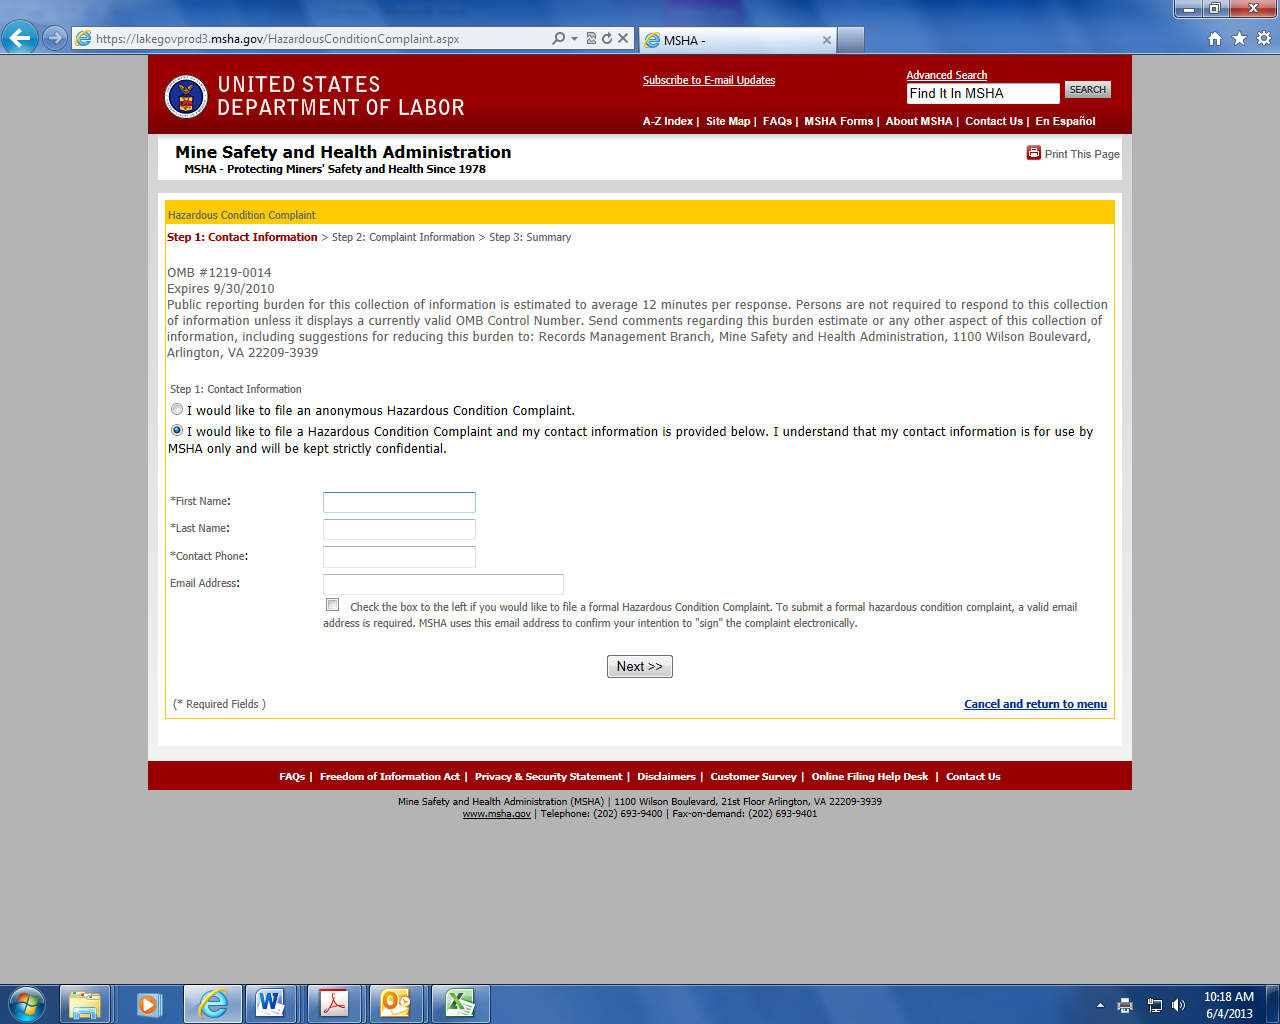 https://lakegovprod3.msha.gov/HazardousConditionComplaint.aspx
MSHA -
UNITED STATES
DEPARTMENT OF LABOR
Subscribe to E-mail Updates
Advanced Search
Find It In MSHA
SEARCH
A-Z Index | Site Map | FAQs | MSHA Forms | About MSHA | Contact Us | En Español
Mine Safety and Health Administration
MSHA - Protecting Miners' Safety and Health Since 1978
Print This Page
Hazardous Condition Complaint
Step 1: Contact Information > Step 2: Complaint Information > Step 3: Summary
OMB #1219-0014
Expires 9/30/2010
Public reporting burden for this collection of information is estimated to average 12 minutes per response. Persons are not required to respond to this collection
of information unless it displays a currently valid OMB Control Number. Send comments regarding this burden estimate or any other aspect of this collection of
information, including suggestions for reducing this burden to: Records Management Branch, Mine Safety and Health Administration, 1100 Wilson Boulevard,
Arlington, VA 22209-3939
Step 1: Contact Information
I would like to file an anonymous Hazardous Condition Complaint.
I would like to file a Hazardous Condition Complaint and my contact information is provided below. I understand that my contact information is for use by
MSHA only and will be kept strictly confidential.
*First Name:
*Last Name:
*Contact Phone:
Email Address:
Check the box to the left if you would like to file a formal Hazardous Condition Complaint. To submit a formal hazardous condition complaint, a valid email
address is required. MSHA uses this email address to confirm your intention to "sign" the complaint electronically.
Next >>
(* Required Fields )
Cancel and return to menu
FAQs | Freedom of Information Act | Privacy & Security Statement | Disclaimers | Customer Survey | Online Filing Help Desk | Contact Us
Mine Safety and Health Administration (MSHA) | 1100 Wilson Boulevard, 21st Floor Arlington, VA 22209-3939
www.msha.gov | Telephone: (202) 693-9400 | Fax-on-demand: (202) 693-9401
10:18 AM
6/4/2013